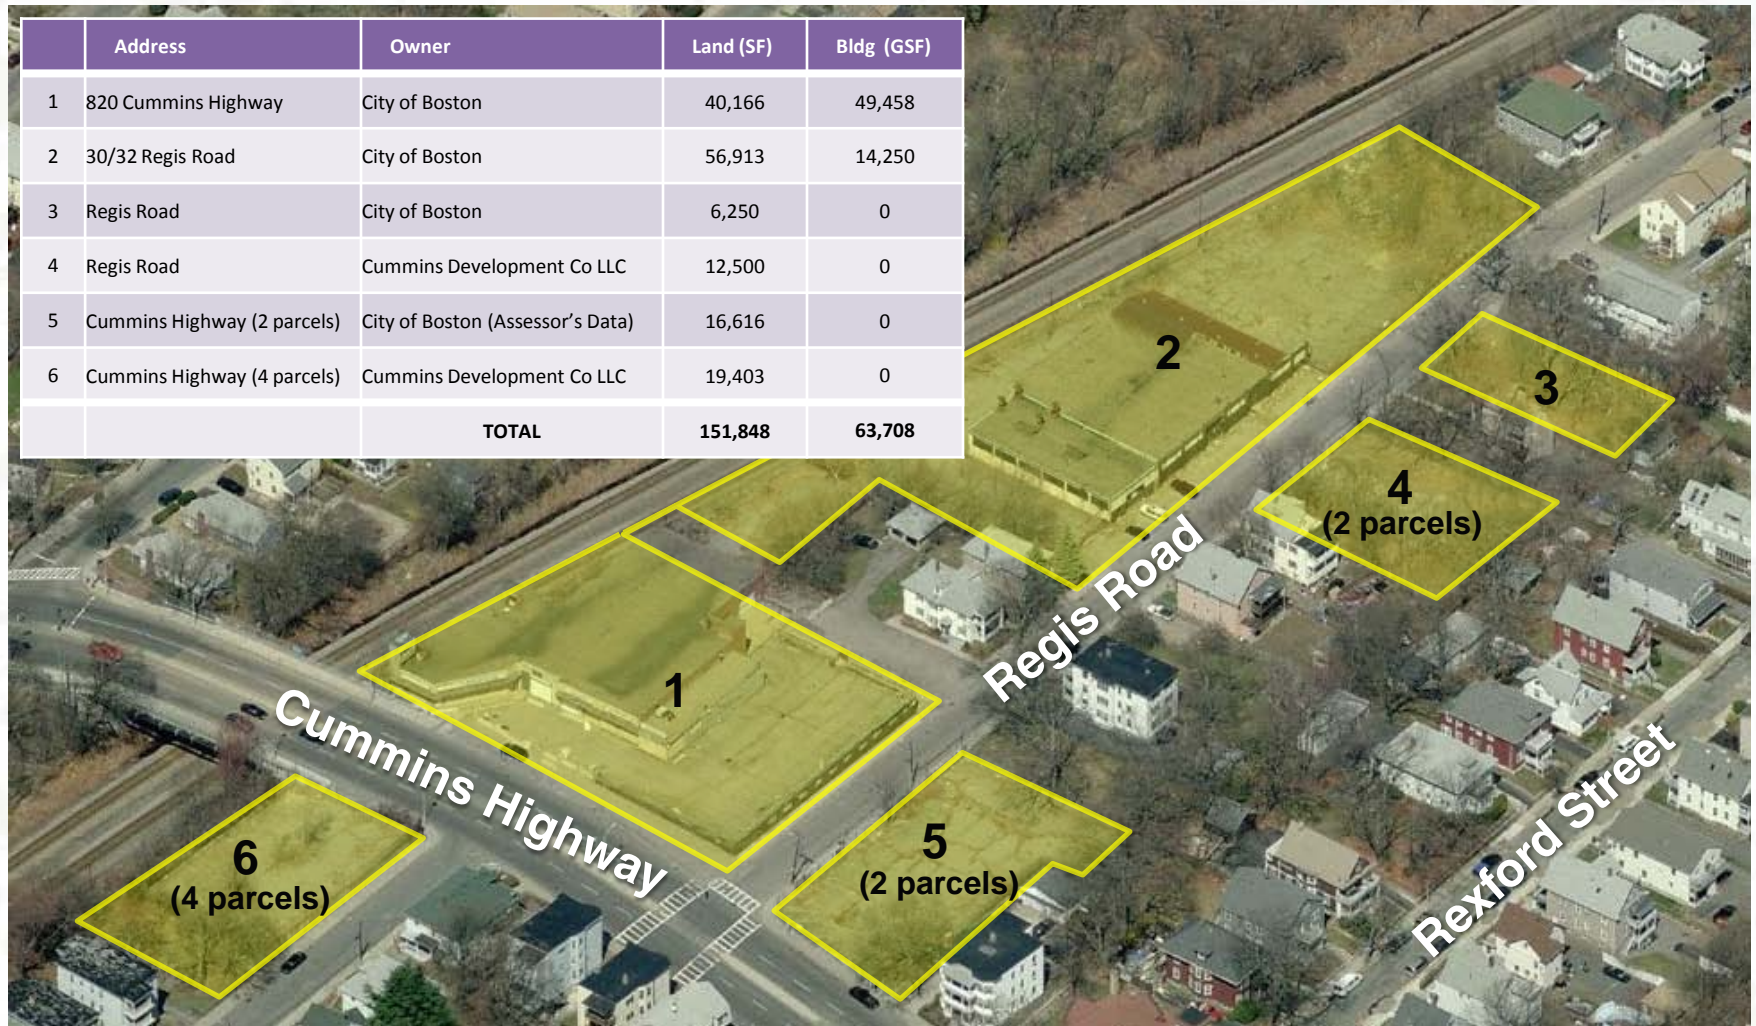 Address Owner Land (SF) Bldg (GSF)
1 820 Cummins Highway City of Boston 40,166 49,458
2 30/32 Regis Road City of Boston 56,913 14,250
3 Regis Road City of Boston 6,250 0
4 Regis Road Cummins Development Co LLC 12,500 0
5 Cummins Highway (2 parcels) City of Boston (Assessor's Data) 16,616 0
6 Cummins Highway (4 parcels) Cummins Development Co LLC 19,403 0
TOTAL 151,848 63,708
2
3
4
(2 parcels)
Regis Road
1
Cummins Highway
5
(2 parcels)
6
(4 parcels)
Rexford Street